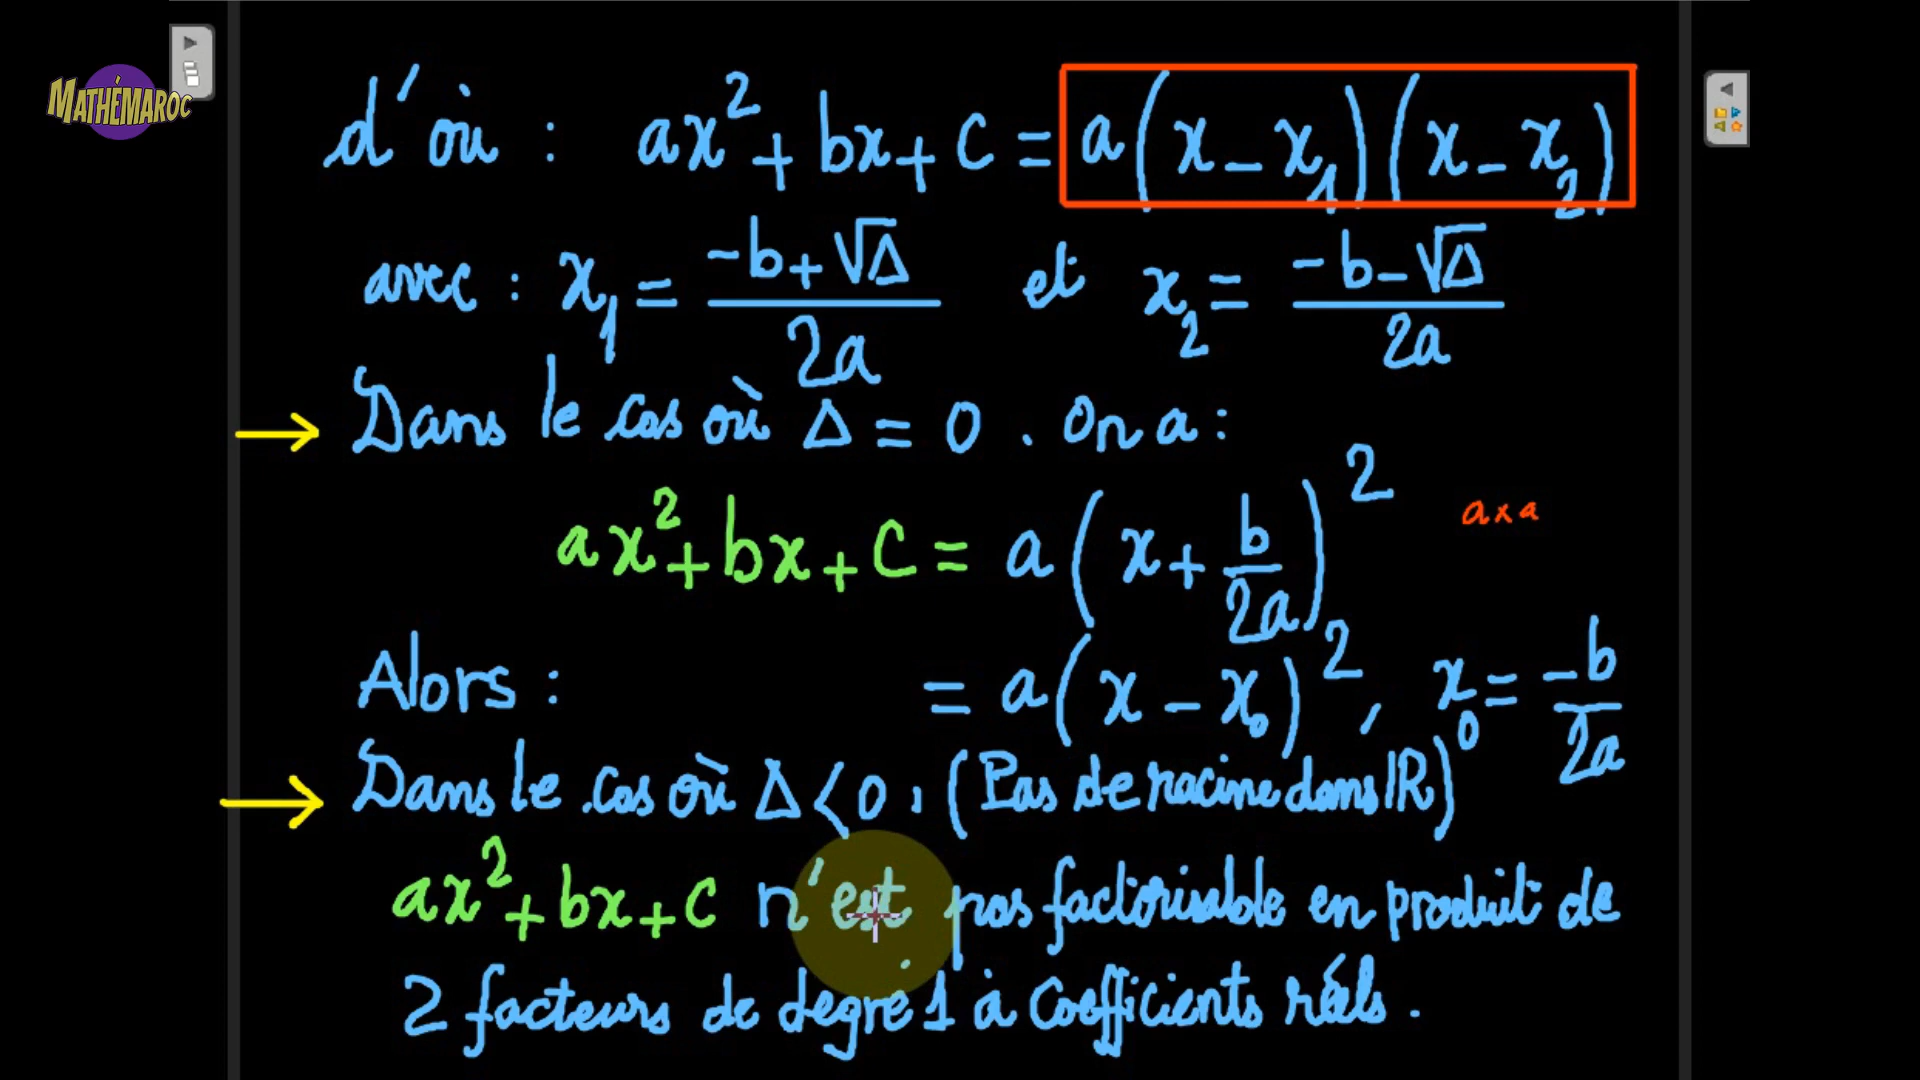 MATHÉMAROC
d'où : ax² + bx + c = a(x - x₁)(x - x₂)
avec : x₁ = (-b + √Δ)/2a et x₂ = (-b - √Δ)/2a
Dans le cas où Δ = 0 . On a :
ax² + bx + c = a(x + b/2a)² a x a
Alors : = a(x - x₀)², x₀ = -b/2a
Dans le cas où Δ < 0 , (Pas de racine dans ℝ)
ax² + bx + c n'est pas factorisable en produit de
2 facteurs de degré 1 à coefficients réels .